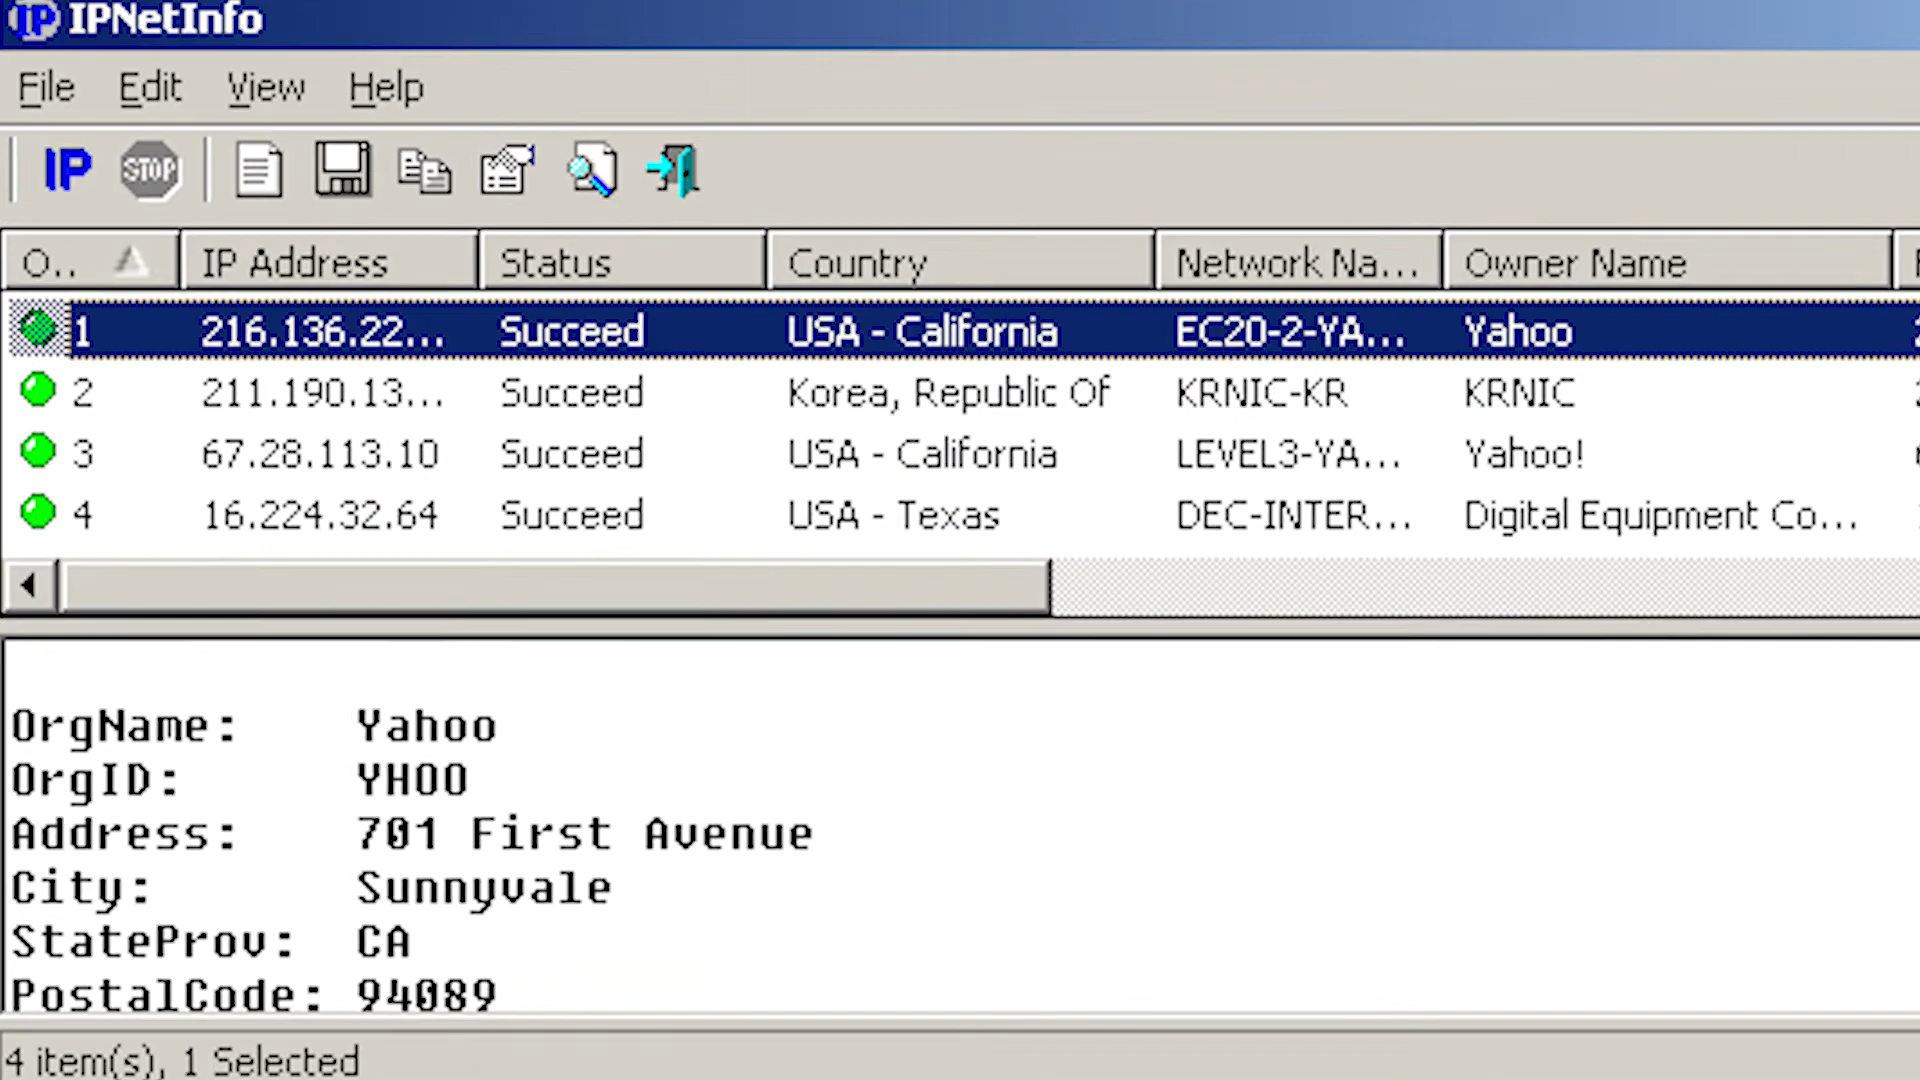 IPNetInfo
File Edit View Help
IP STOP
O.. IP Address Status Country Network Na... Owner Name
1 216.136.22... Succeed USA - California EC20-2-YA... Yahoo
2 211.190.13... Succeed Korea, Republic Of KRNIC-KR KRNIC
3 67.28.113.10 Succeed USA - California LEVEL3-YA... Yahoo!
4 16.224.32.64 Succeed USA - Texas DEC-INTER... Digital Equipment Co...
OrgName: Yahoo
OrgID: YHOO
Address: 701 First Avenue
City: Sunnyvale
StateProv: CA
PostalCode: 94089
4 item(s), 1 Selected